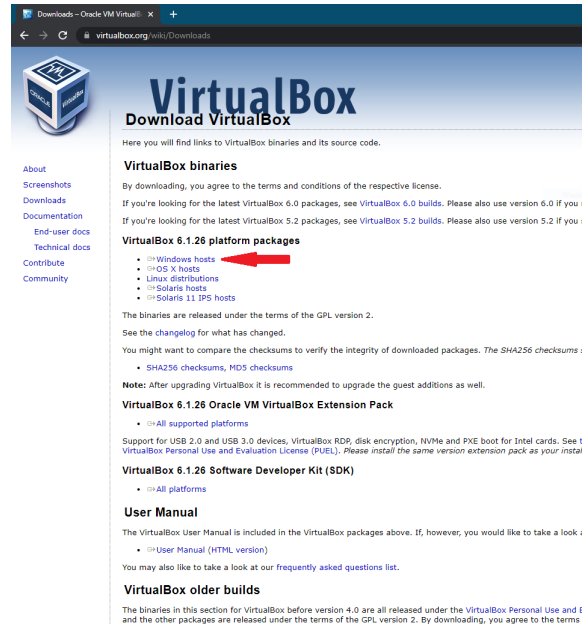 Downloads – Oracle VM VirtualB
virtualbox.org/wiki/Downloads
ORACLE
VM
VirtualBox
VirtualBox
Download VirtualBox
Here you will find links to VirtualBox binaries and its source code.
About
Screenshots
Downloads
Documentation
End-user docs
Technical docs
Contribute
Community
VirtualBox binaries
By downloading, you agree to the terms and conditions of the respective license.
If you're looking for the latest VirtualBox 6.0 packages, see VirtualBox 6.0 builds. Please also use version 6.0 if you
If you're looking for the latest VirtualBox 5.2 packages, see VirtualBox 5.2 builds. Please also use version 5.2 if you
VirtualBox 6.1.26 platform packages
Windows hosts
OS X hosts
Linux distributions
Solaris hosts
Solaris 11 IPS hosts
The binaries are released under the terms of the GPL version 2.
See the changelog for what has changed.
You might want to compare the checksums to verify the integrity of downloaded packages. The SHA256 checksums
SHA256 checksums, MD5 checksums
Note: After upgrading VirtualBox it is recommended to upgrade the guest additions as well.
VirtualBox 6.1.26 Oracle VM VirtualBox Extension Pack
All supported platforms
Support for USB 2.0 and USB 3.0 devices, VirtualBox RDP, disk encryption, NVMe and PXE boot for Intel cards. See
VirtualBox Personal Use and Evaluation License (PUEL). Please install the same version extension pack as your
VirtualBox 6.1.26 Software Developer Kit (SDK)
All platforms
User Manual
The VirtualBox User Manual is included in the VirtualBox packages above. If, however, you would like to take a look
User Manual (HTML version)
You may also like to take a look at our frequently asked questions list.
VirtualBox older builds
The binaries in this section for VirtualBox before version 4.0 are all released under the VirtualBox Personal Use and
and the other packages are released under the terms of the GPL version 2. By downloading, you agree to the terms